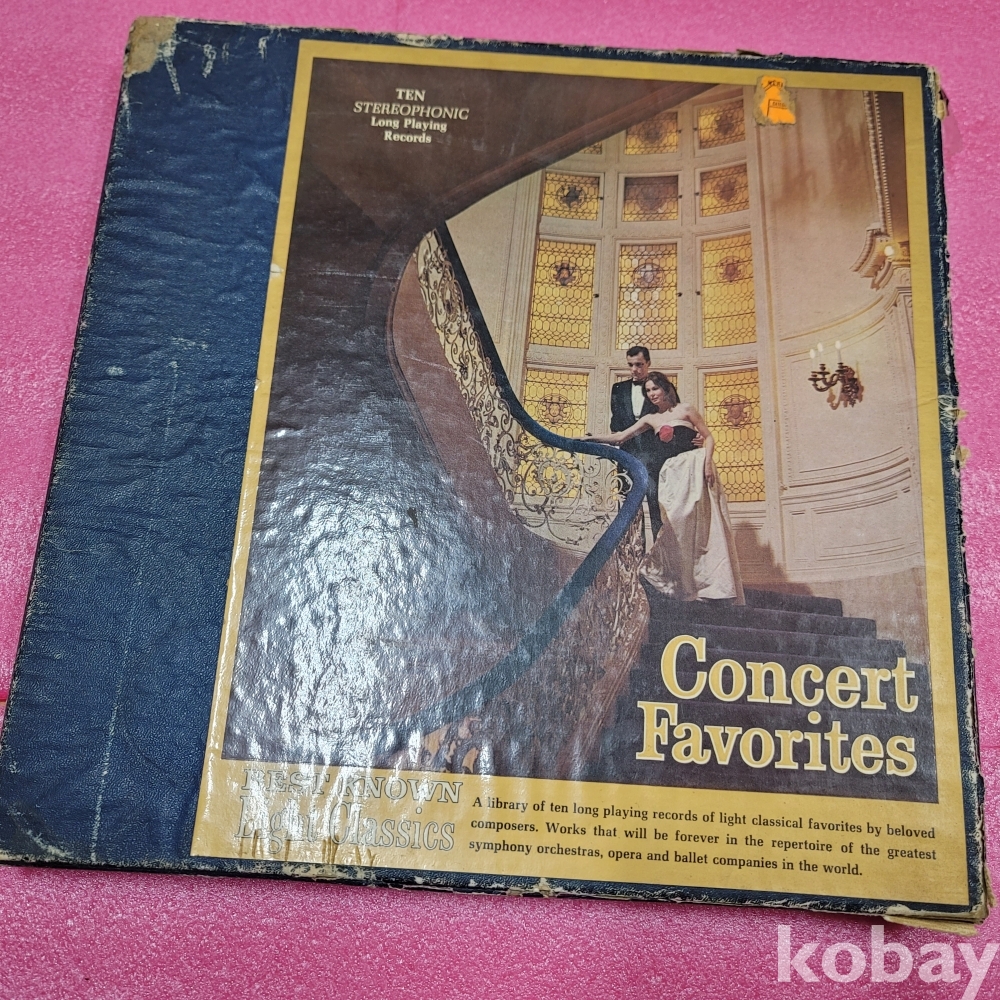 TEN
STEREOPHONIC
Long Playing
Records
Concert
Favorites
BEST KNOWN
Light Classics
A library of ten long playing records of light classical favorites by beloved
composers. Works that will be forever in the repertoire of the greatest
symphony orchestras, opera and ballet companies in the world.
kobay